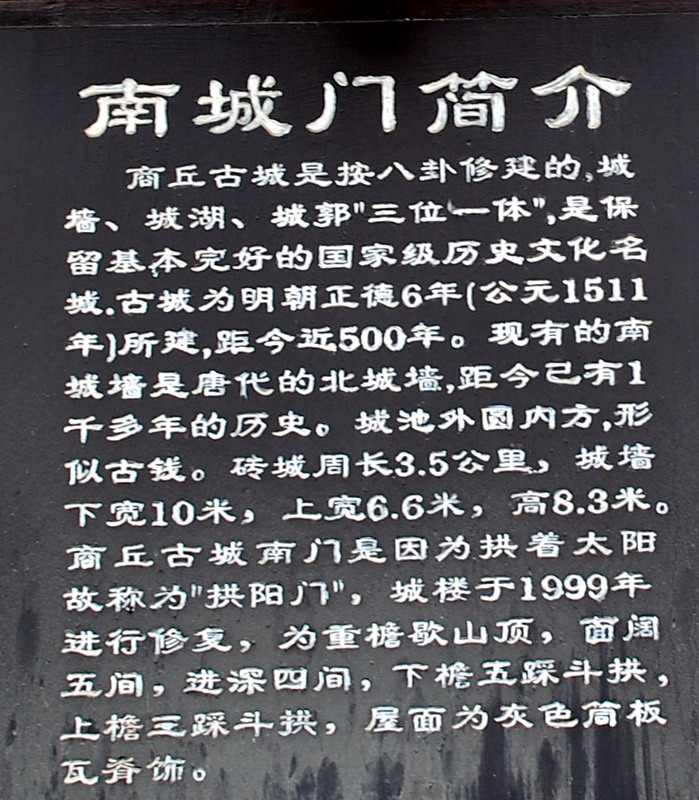 南城门简介
商丘古城是按八卦修建的,城
墙、城湖、城郭"三位一体",是保
留基本完好的国家级历史文化名
城.古城为明朝正德6年(公元1511
年)所建,距今近500年。现有的南
城墙是唐代的北城墙,距今己有1
千多年的历史。城池外圆内方,形
似古钱。砖城周长3.5公里，城墙
下宽10米，上宽6.6米，高8.3米。
商丘古城南门是因为拱着太阳
故称为"拱阳门"，城楼于1999年
进行修复，为重檐歇山顶，面阔
五间，进深四间，下檐五踩斗拱，
上檐三踩斗拱，屋面为灰色筒板
瓦脊饰。